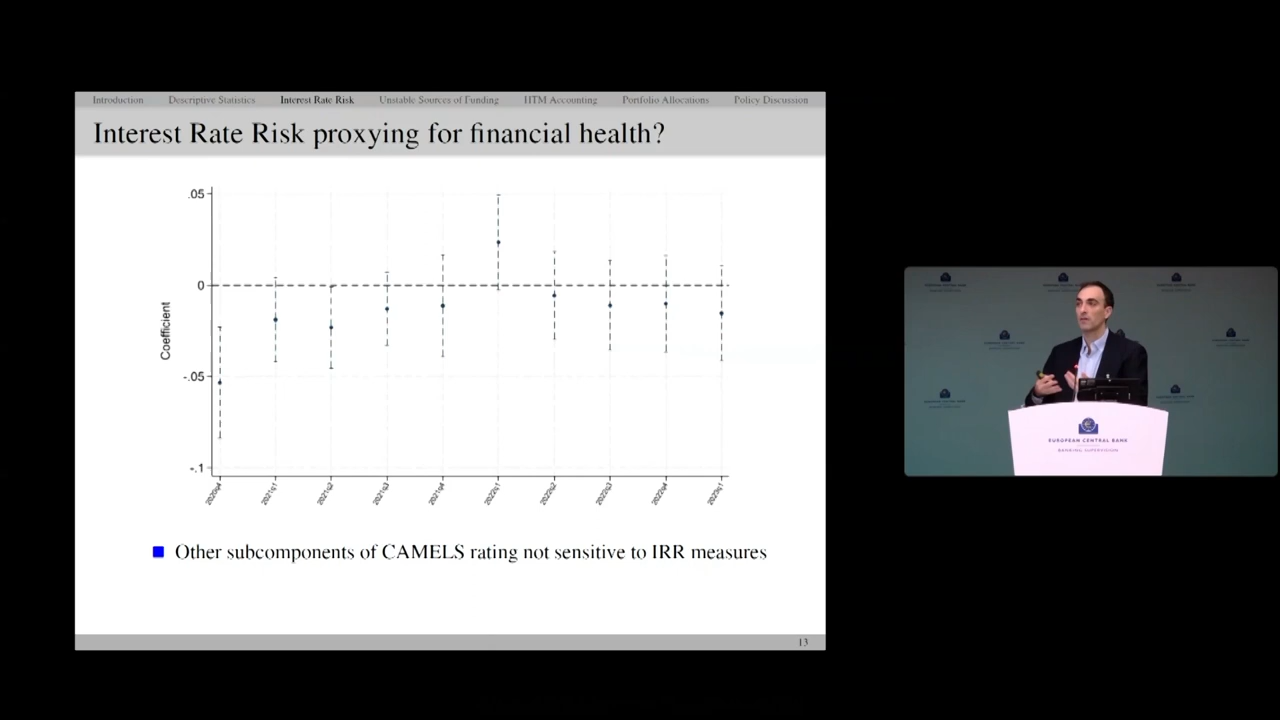 Introduction Descriptive Statistics Interest Rate Risk Unstable Sources of Funding HTM Accounting Portfolio Allocations Policy Discussion
Interest Rate Risk proxying for financial health?
.05
0
-.05
-.1
Coefficient
2020q4 2021q1 2021q2 2021q3 2021q4 2022q1 2022q2 2022q3 2022q4 2023q1
Other subcomponents of CAMELS rating not sensitive to IRR measures
13
EUROPEAN CENTRAL BANK
BANKING SUPERVISION